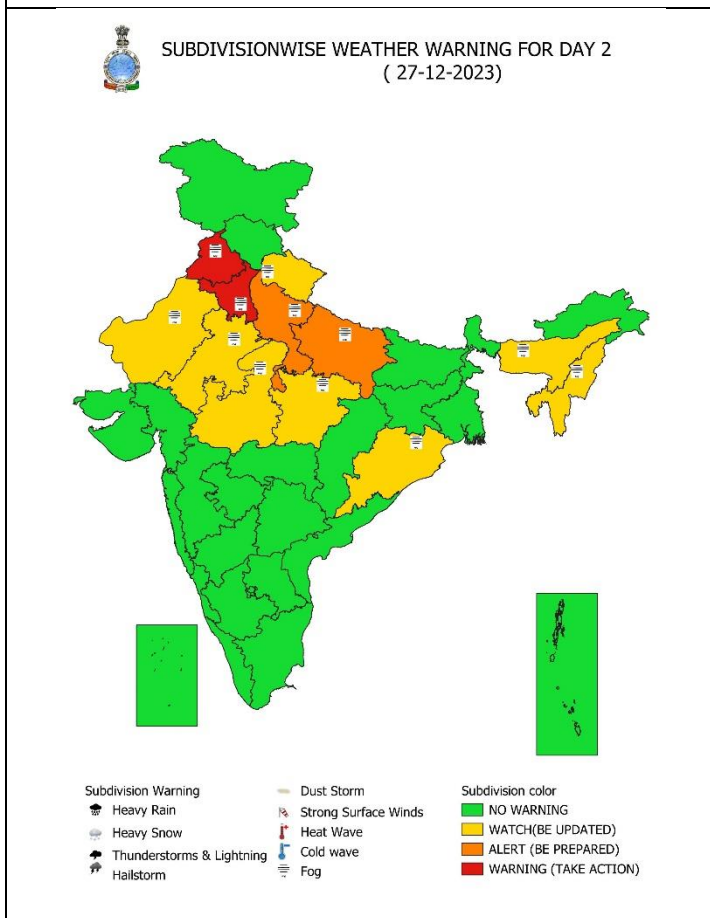 SUBDIVISIONWISE WEATHER WARNING FOR DAY 2
( 27-12-2023)
Subdivision Warning
Heavy Rain
Heavy Snow
Thunderstorms & Lightning
Hailstorm
Dust Storm
Strong Surface Winds
Heat Wave
Cold wave
Fog
Subdivision color
NO WARNING
WATCH(BE UPDATED)
ALERT (BE PREPARED)
WARNING (TAKE ACTION)